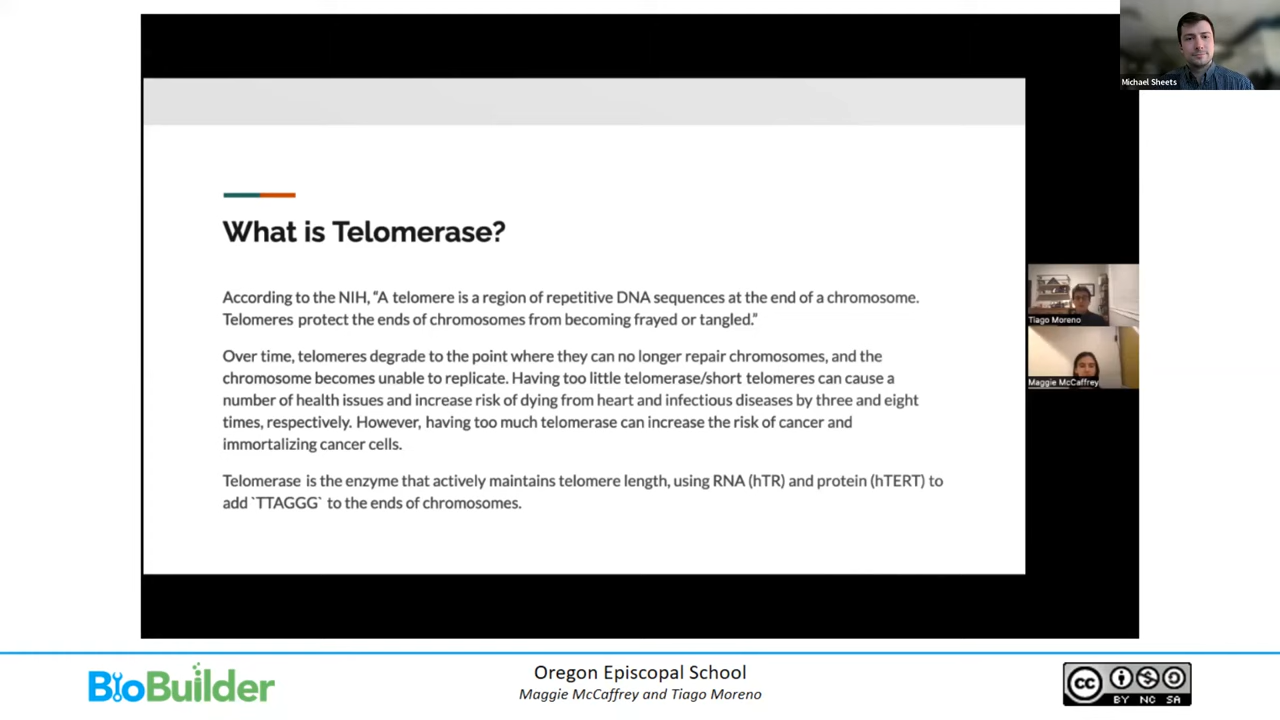 Michael Sheets
What is Telomerase?
According to the NIH, “A telomere is a region of repetitive DNA sequences at the end of a chromosome.
Telomeres protect the ends of chromosomes from becoming frayed or tangled.”
Over time, telomeres degrade to the point where they can no longer repair chromosomes, and the
chromosome becomes unable to replicate. Having too little telomerase/short telomeres can cause a
number of health issues and increase risk of dying from heart and infectious diseases by three and eight
times, respectively. However, having too much telomerase can increase the risk of cancer and
immortalizing cancer cells.
Telomerase is the enzyme that actively maintains telomere length, using RNA (hTR) and protein (hTERT) to
add `TTAGGG` to the ends of chromosomes.
Tiago Moreno
Maggie McCaffrey
BioBuilder
Oregon Episcopal School
Maggie McCaffrey and Tiago Moreno
cc
BY NC SA